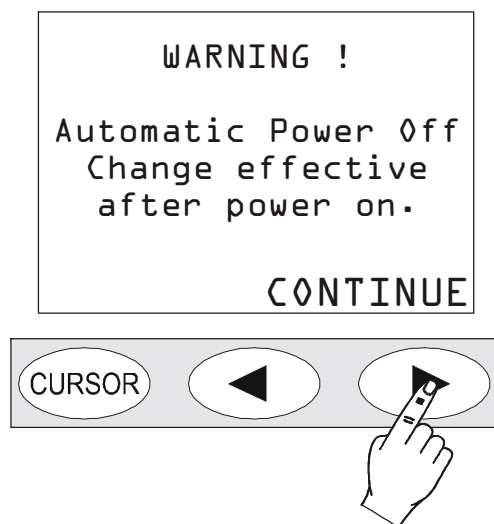 WARNING !
Automatic Power Off
Change effective
after power on.
CONTINUE
CURSOR